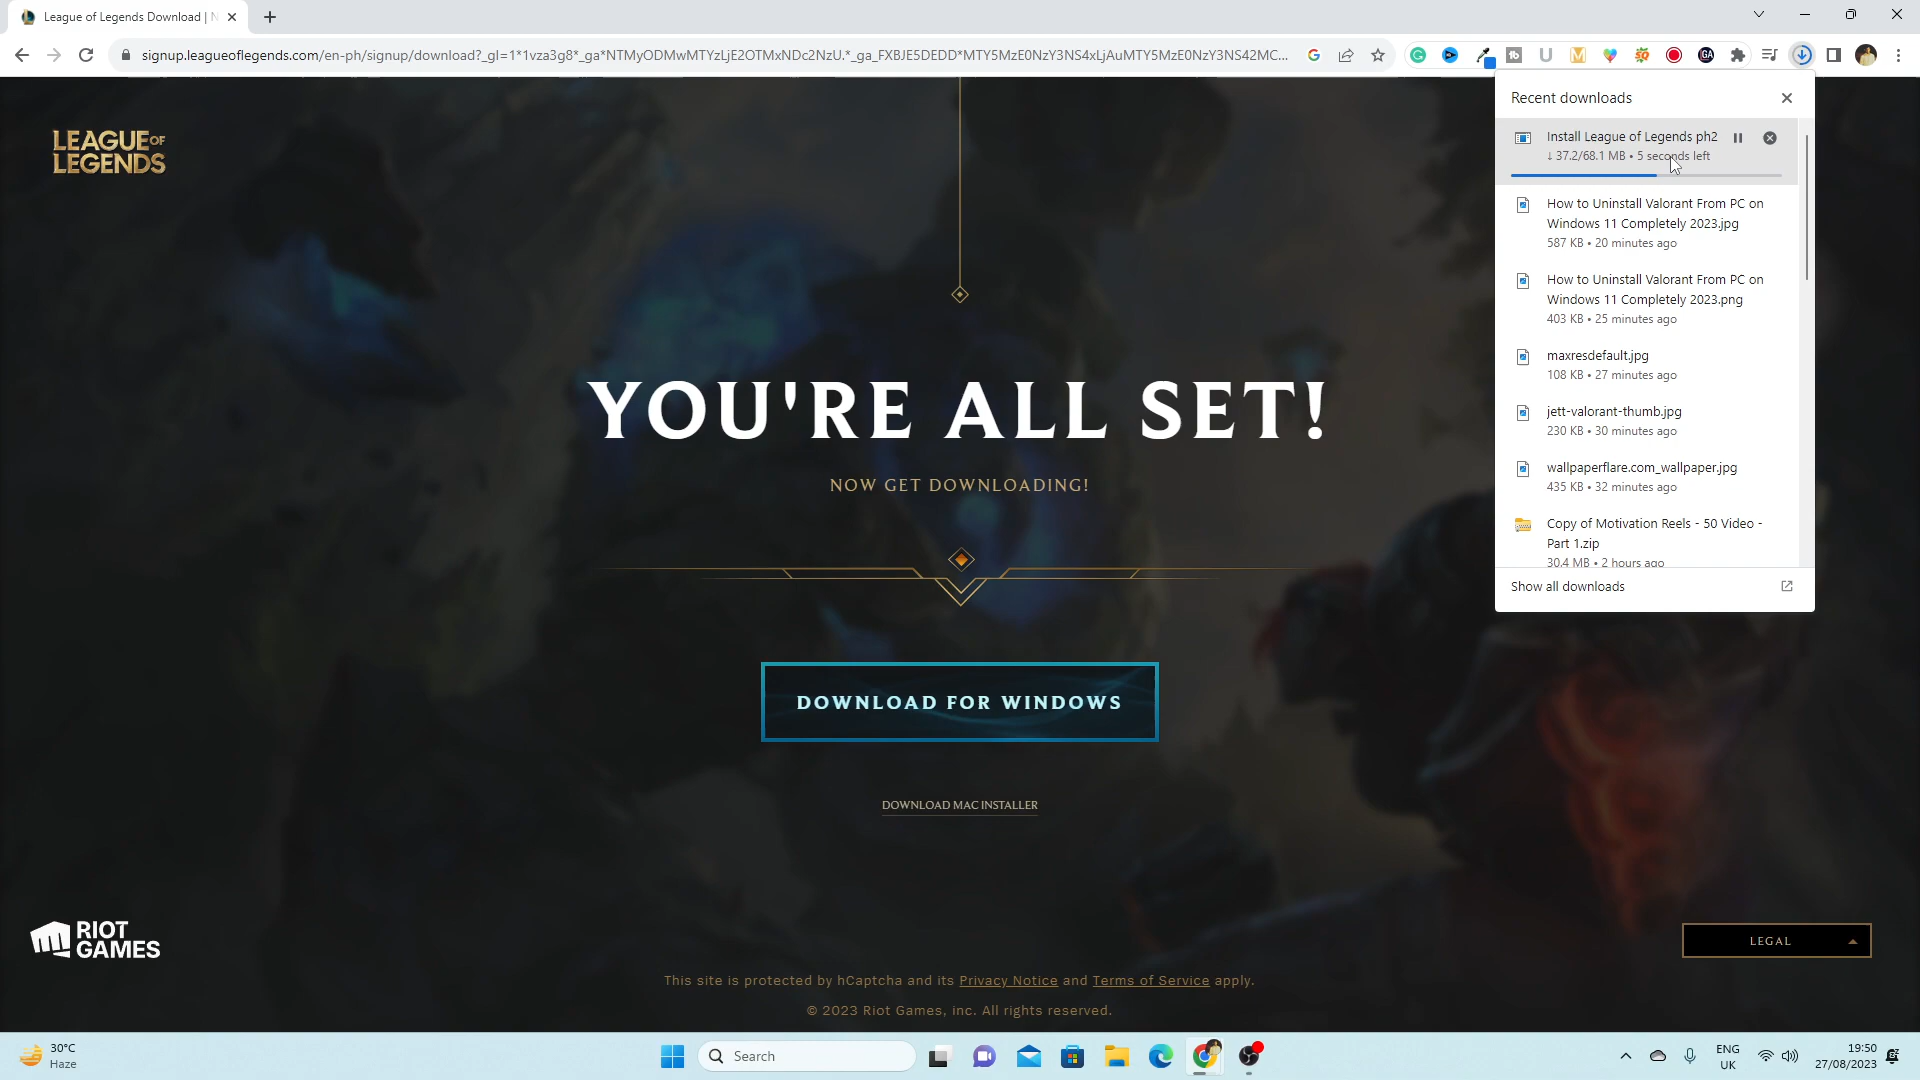 League of Legends Download |
signup.leagueoflegends.com/en-ph/signup/download?_gl=1*1vza3g8*_ga*NTMyODMwMTYzLjE2OTMxNDc2NzU.*_ga_FXBJE5DEDD*MTY5MzE0NzY3NS4xLjAuMTY5MzE0NzY3NS42MC...
LEAGUE OF
LEGENDS
Recent downloads
Install League of Legends ph2
↓ 37.2/68.1 MB • 5 seconds left
How to Uninstall Valorant From PC on
Windows 11 Completely 2023.jpg
587 KB • 20 minutes ago
How to Uninstall Valorant From PC on
Windows 11 Completely 2023.png
403 KB • 25 minutes ago
maxresdefault.jpg
108 KB • 27 minutes ago
jett-valorant-thumb.jpg
230 KB • 30 minutes ago
wallpaperflare.com_wallpaper.jpg
435 KB • 32 minutes ago
Copy of Motivation Reels - 50 Video -
Part 1.zip
30.4 MB • 2 hours ago
Show all downloads
YOU'RE ALL SET!
NOW GET DOWNLOADING!
DOWNLOAD FOR WINDOWS
DOWNLOAD MAC INSTALLER
RIOT
GAMES
LEGAL
This site is protected by hCaptcha and its Privacy Notice and Terms of Service apply.
© 2023 Riot Games, inc. All rights reserved.
30°C
Haze
Search
ENG
UK
19:50
27/08/2023